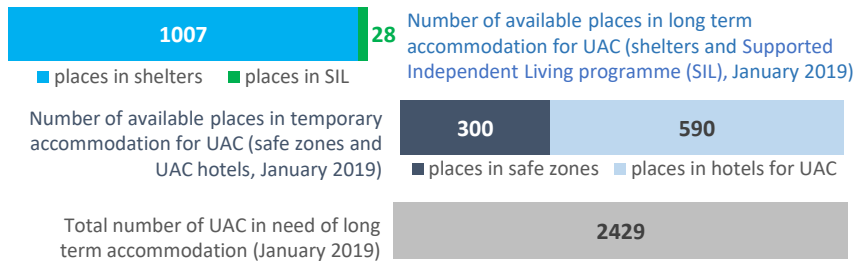 1007 28
places in shelters places in SIL
Number of available places in long term
accommodation for UAC (shelters and Supported
Independent Living programme (SIL), January 2019)
Number of available places in temporary
accommodation for UAC (safe zones and
UAC hotels, January 2019)
300 590
places in safe zones places in hotels for UAC
Total number of UAC in need of long
term accommodation (January 2019)
2429